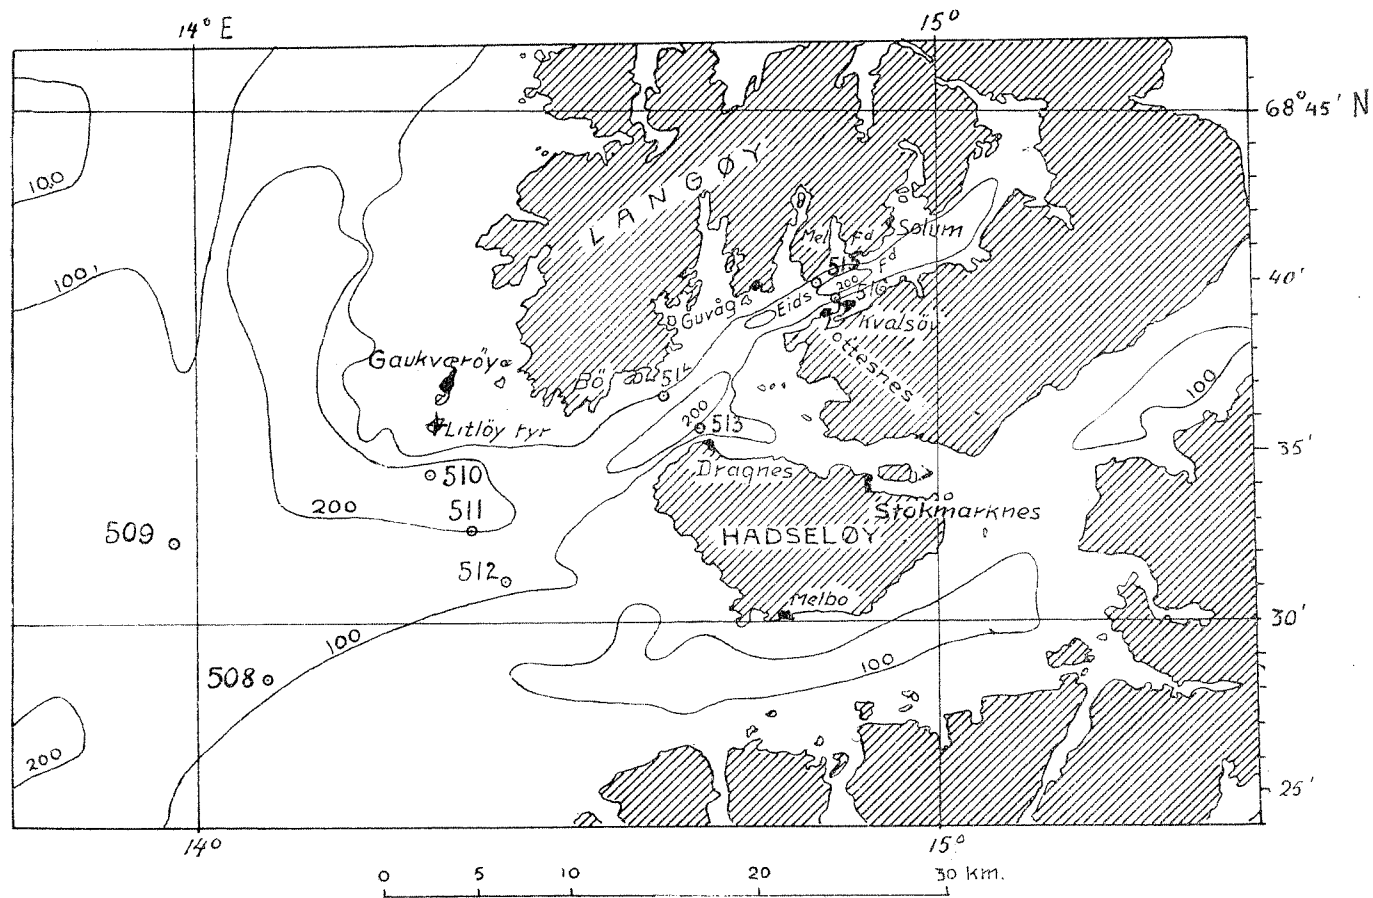 14° E
15°
68° 45' N
100
LANGØY
Solum
Mel fd
515
fd
100
40'
200
516
Eids
Guvåg
Kvalsöy
Ottesnes
Gaukværöy
Bö
514
100
200
513
Litlöy fyr
35'
Dragnes
510
200
511
Stokmarknes
509
HADSELØY
512
Melbo
30'
100
100
508
200
25'
14°
15°
0 5 10 20 30 km.